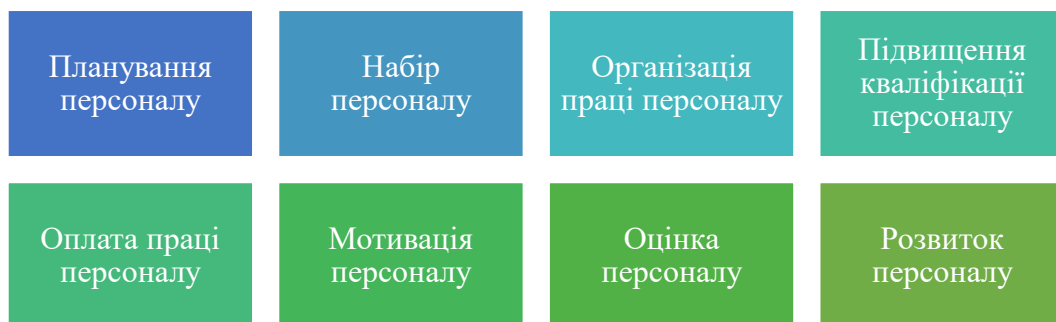 Планування
персоналу
Набір
персоналу
Організація
праці персоналу
Підвищення
кваліфікації
персоналу
Оплата праці
персоналу
Мотивація
персоналу
Оцінка
персоналу
Розвиток
персоналу